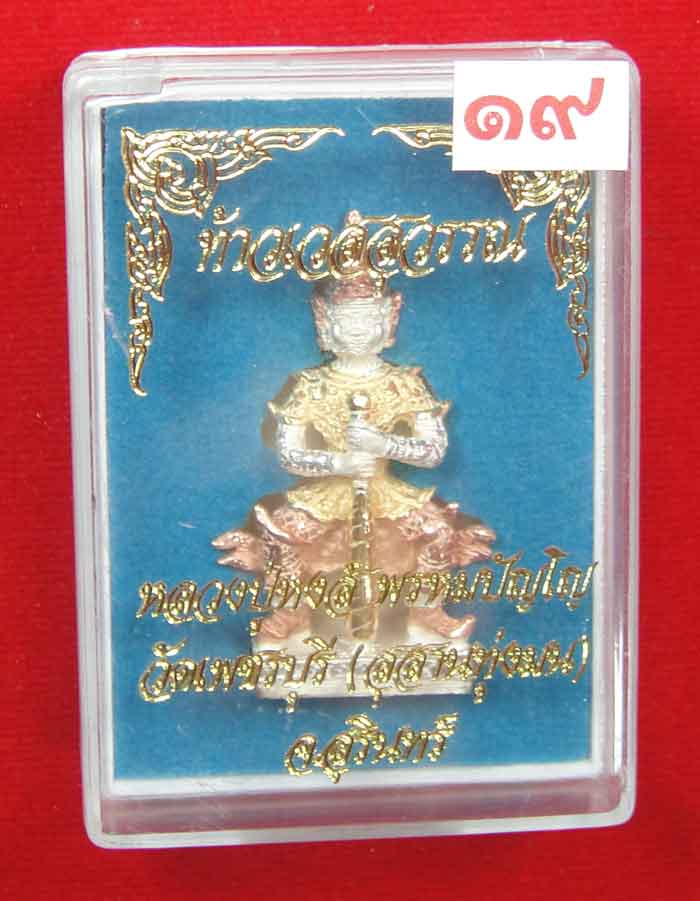 ๑๙
ท้าวเวสสุวรรณ
หลวงปู่หงส์ พรหมปัญโญ
วัดเพชรบุรี (สุสานทุ่งมน)
จ.สุรินทร์